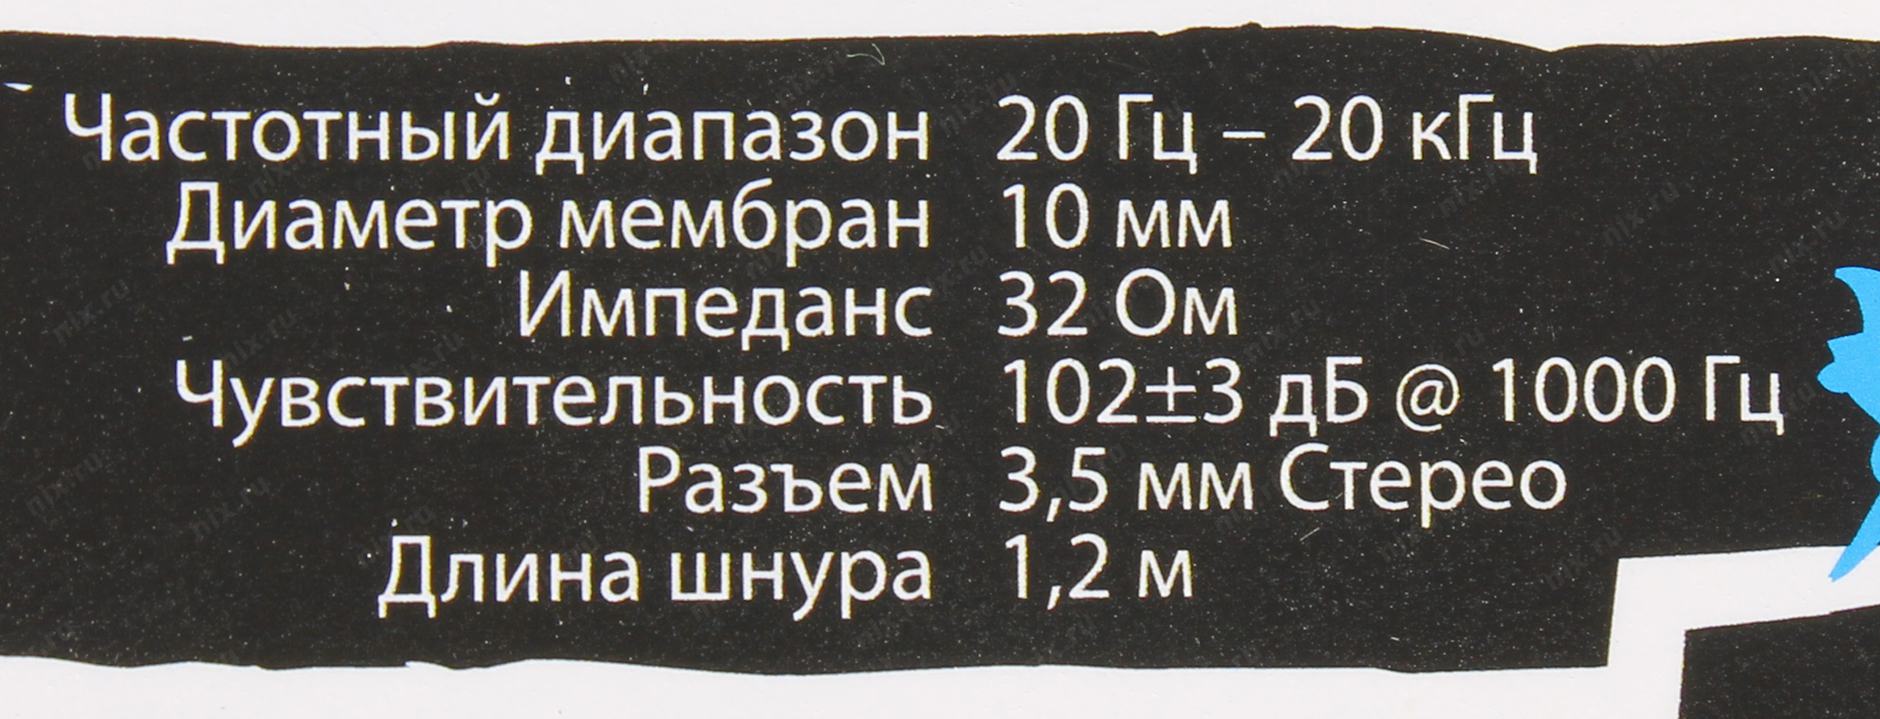 Частотный диапазон 20 Гц – 20 кГц
Диаметр мембран 10 мм
Импеданс 32 Ом
Чувствительность 102±3 дБ @ 1000 Гц
Разъем 3,5 мм Стерео
Длина шнура 1,2 м